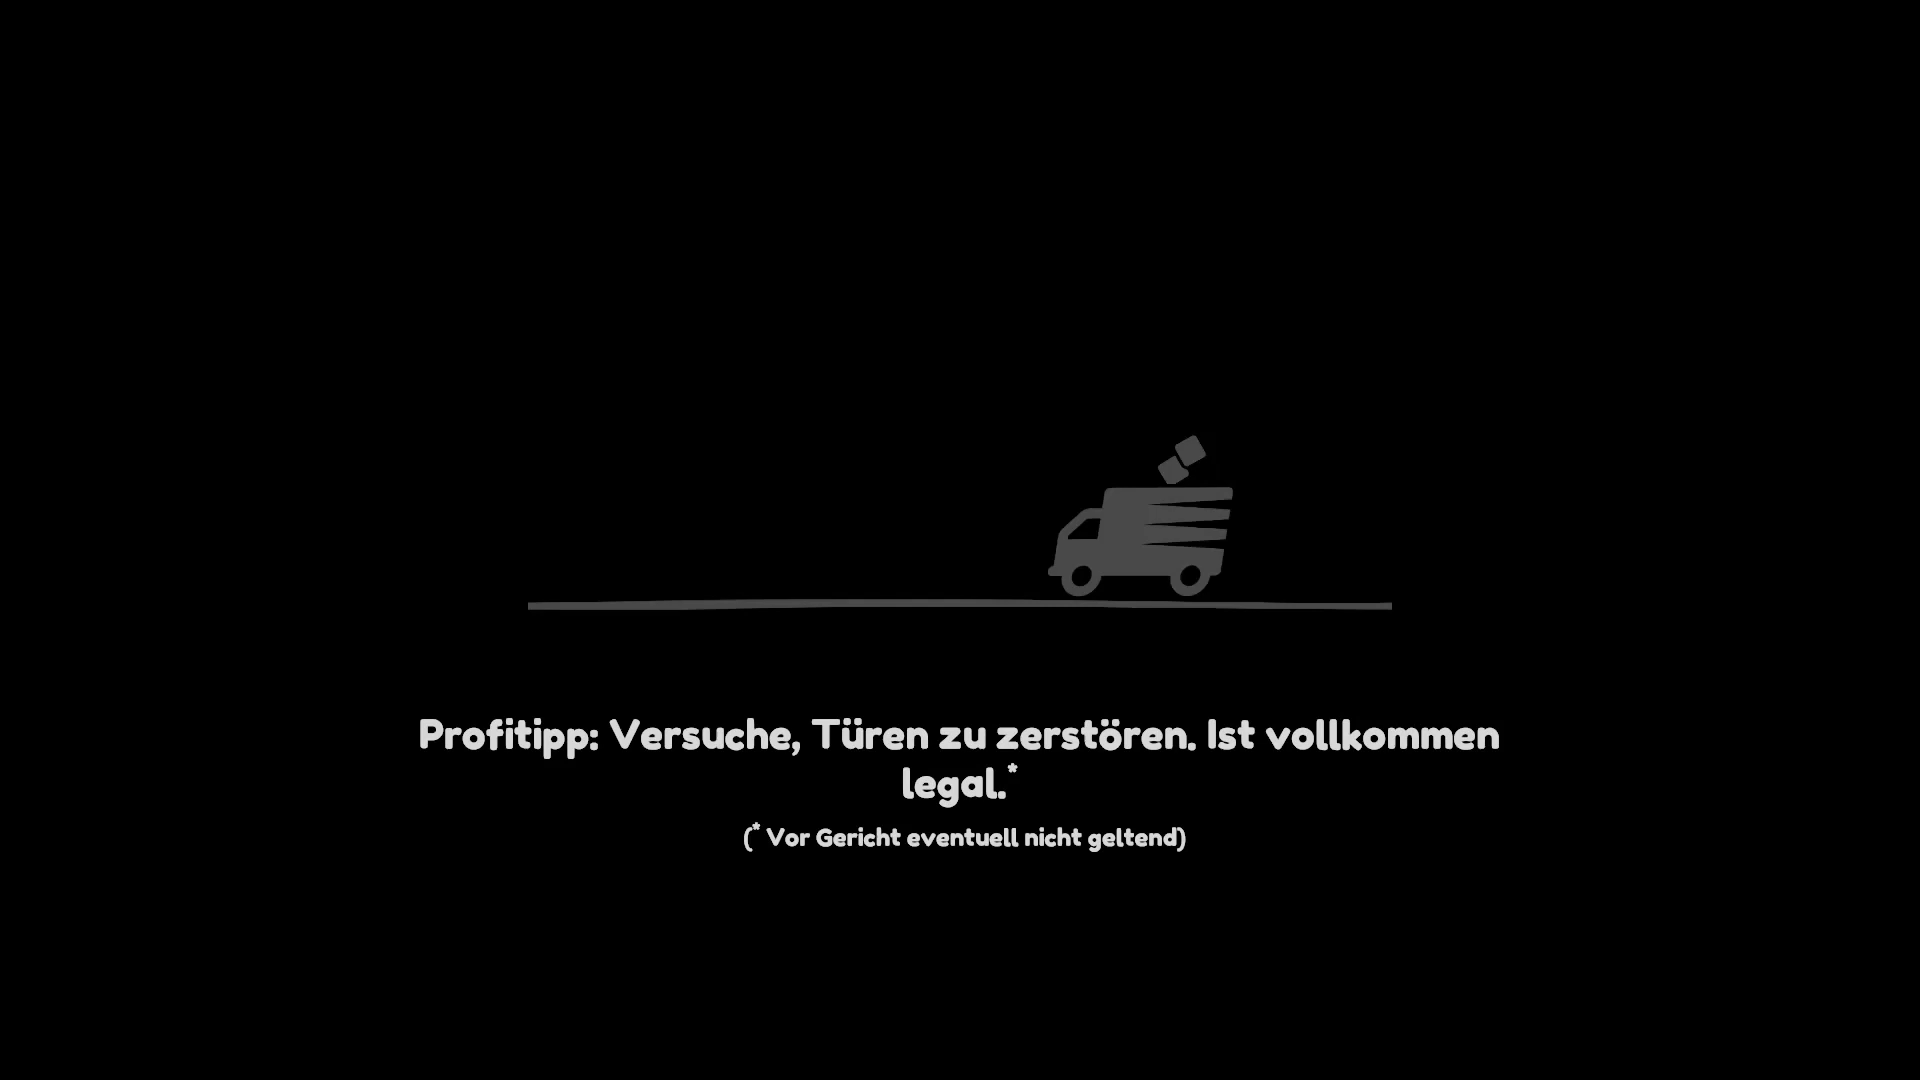 Profitipp: Versuche, Türen zu zerstören. Ist vollkommen
legal.*
(* Vor Gericht eventuell nicht geltend)